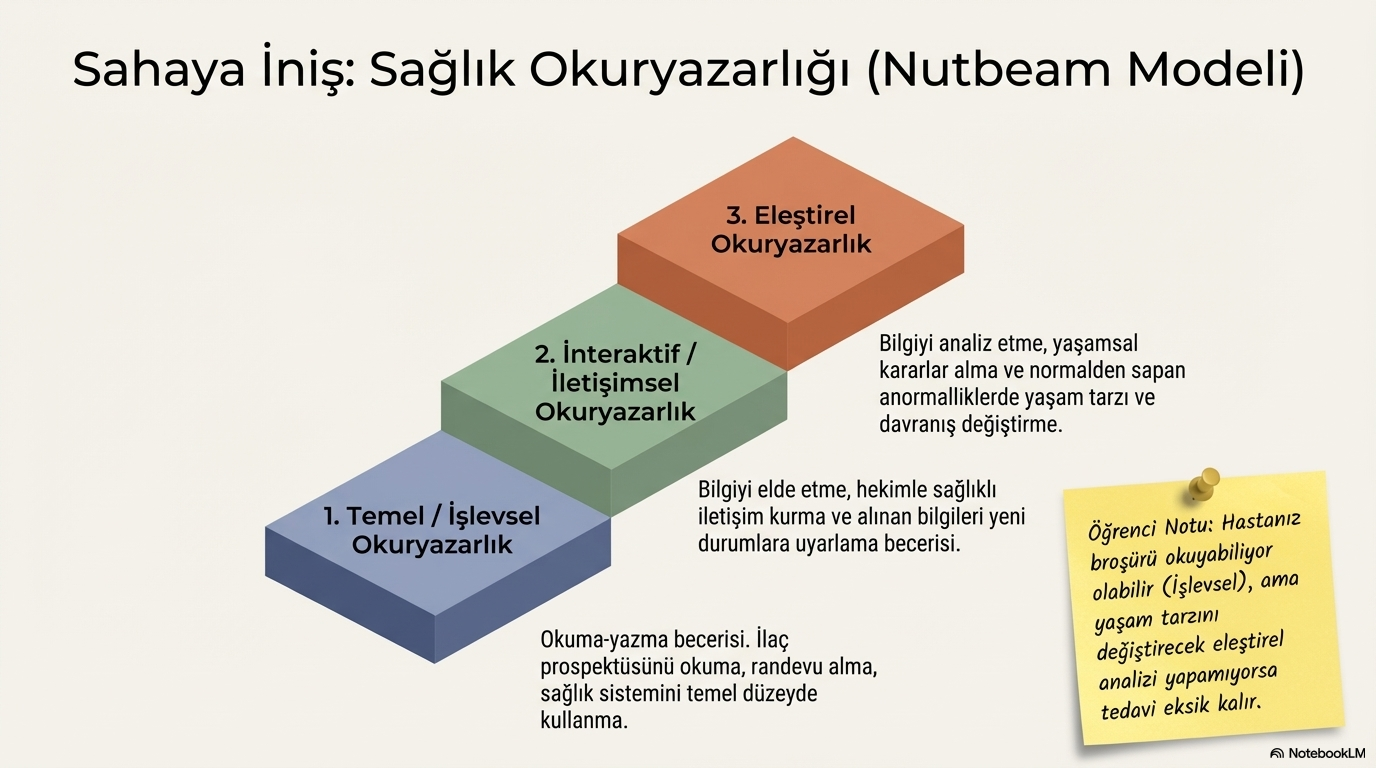 Sahaya İniş: Sağlık Okuryazarlığı (Nutbeam Modeli)
3. Eleştirel
Okuryazarlık
Bilgiyi analiz etme, yaşamsal
kararlar alma ve normalden sapan
anormalliklerde yaşam tarzı ve
davranış değiştirme.
2. İnteraktif /
İletişimsel
Okuryazarlık
Bilgiyi elde etme, hekimle sağlıklı
iletişim kurma ve alınan bilgileri yeni
durumlara uyarlama becerisi.
1. Temel / İşlevsel
Okuryazarlık
Okuma-yazma becerisi. İlaç
prospektüsünü okuma, randevu alma,
sağlık sistemini temel düzeyde
kullanma.
Öğrenci Notu: Hastanız
broşürü okuyabiliyor
olabilir (İşlevsel), ama
yaşam tarzını
değiştirecek eleştirel
analizi yapamıyorsa
tedavi eksik kalır.
NotebookLM